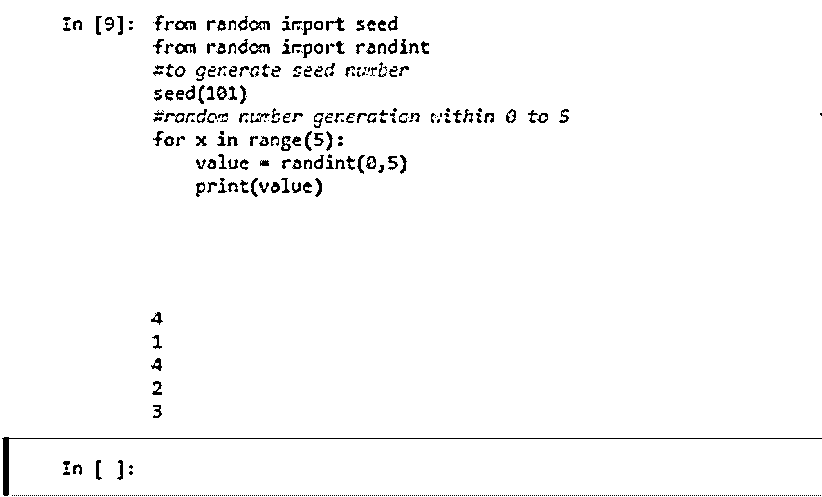 In [9]: from random import seed
from random import randint
#to generate seed number
seed(101)
#random number generation within 0 to 5
for x in range(5):
value = randint(0,5)
print(value)
4
1
4
2
3
In [ ]: